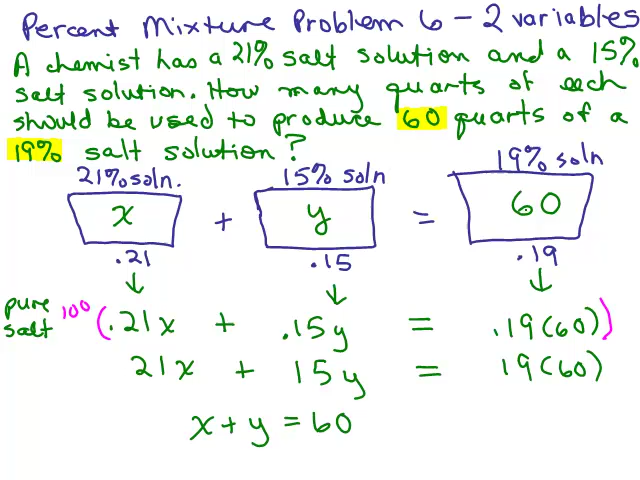 Percent Mixture Problem 6 - 2 variables
A chemist has a 21% salt solution and a 15%
salt solution. How many quarts of each
should be used to produce 60 quarts of a
19% salt solution?
21% soln. 15% soln 19% soln
x + y = 60
.21 .15 .19
pure salt 100 (.21x + .15y = .19(60))
21x + 15y = 19(60)
x + y = 60